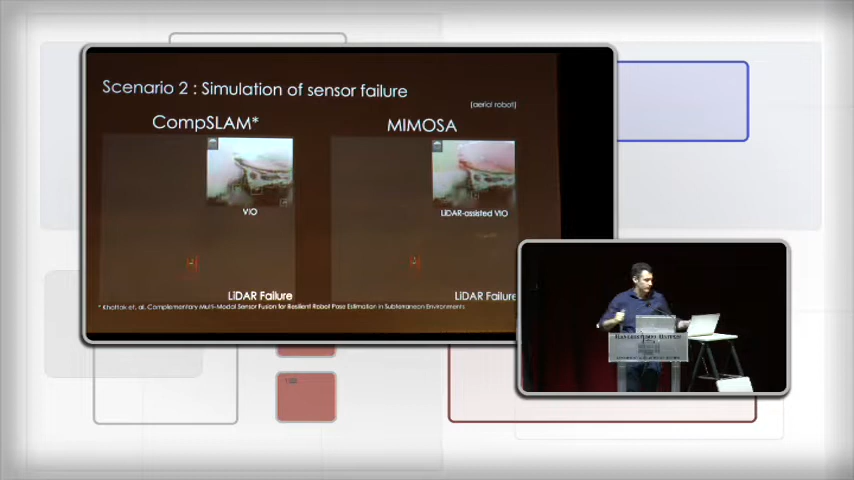 Scenario 2 : Simulation of sensor failure
(aerial robot)
CompSLAM*
MIMOSA
VIO
LiDAR-assisted VIO
LiDAR Failure
LiDAR Failure
* Khattak et. al. Complementary Multi-Modal Sensor Fusion for Resilient Robot Pose Estimation in Subterranean Environments